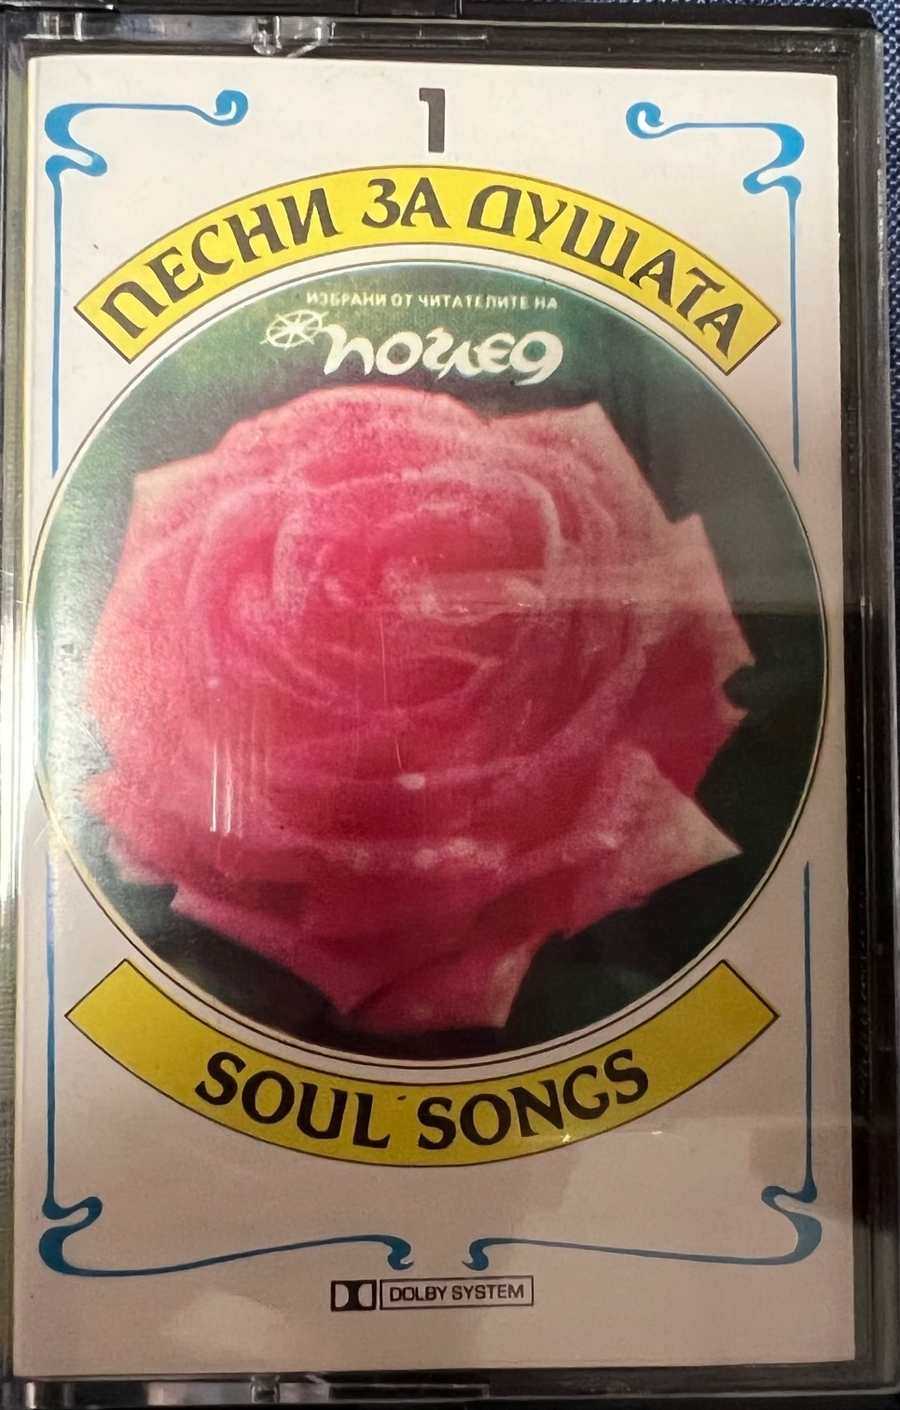 1
ПЕСНИ ЗА ДУШАТА
ИЗБРАНИ ОТ ЧИТАТЕЛИТЕ НА
ПОГЛЕД
SOUL SONGS
DOLBY SYSTEM